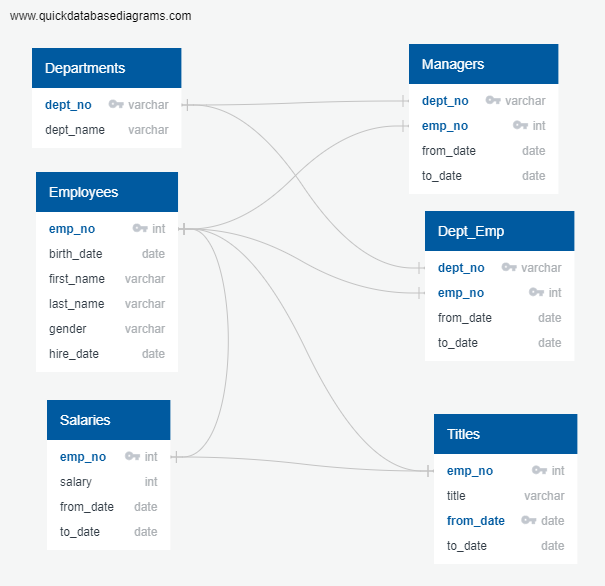 www.quickdatabasediagrams.com
Departments
dept_no varchar
dept_name varchar
Employees
emp_no int
birth_date date
first_name varchar
last_name varchar
gender varchar
hire_date date
Salaries
emp_no int
salary int
from_date date
to_date date
Managers
dept_no varchar
emp_no int
from_date date
to_date date
Dept_Emp
dept_no varchar
emp_no int
from_date date
to_date date
Titles
emp_no int
title varchar
from_date date
to_date date